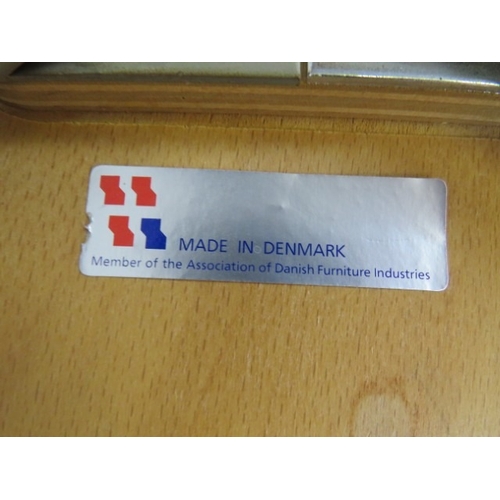 MADE IN DENMARK
Member of the Association of Danish Furniture Industries